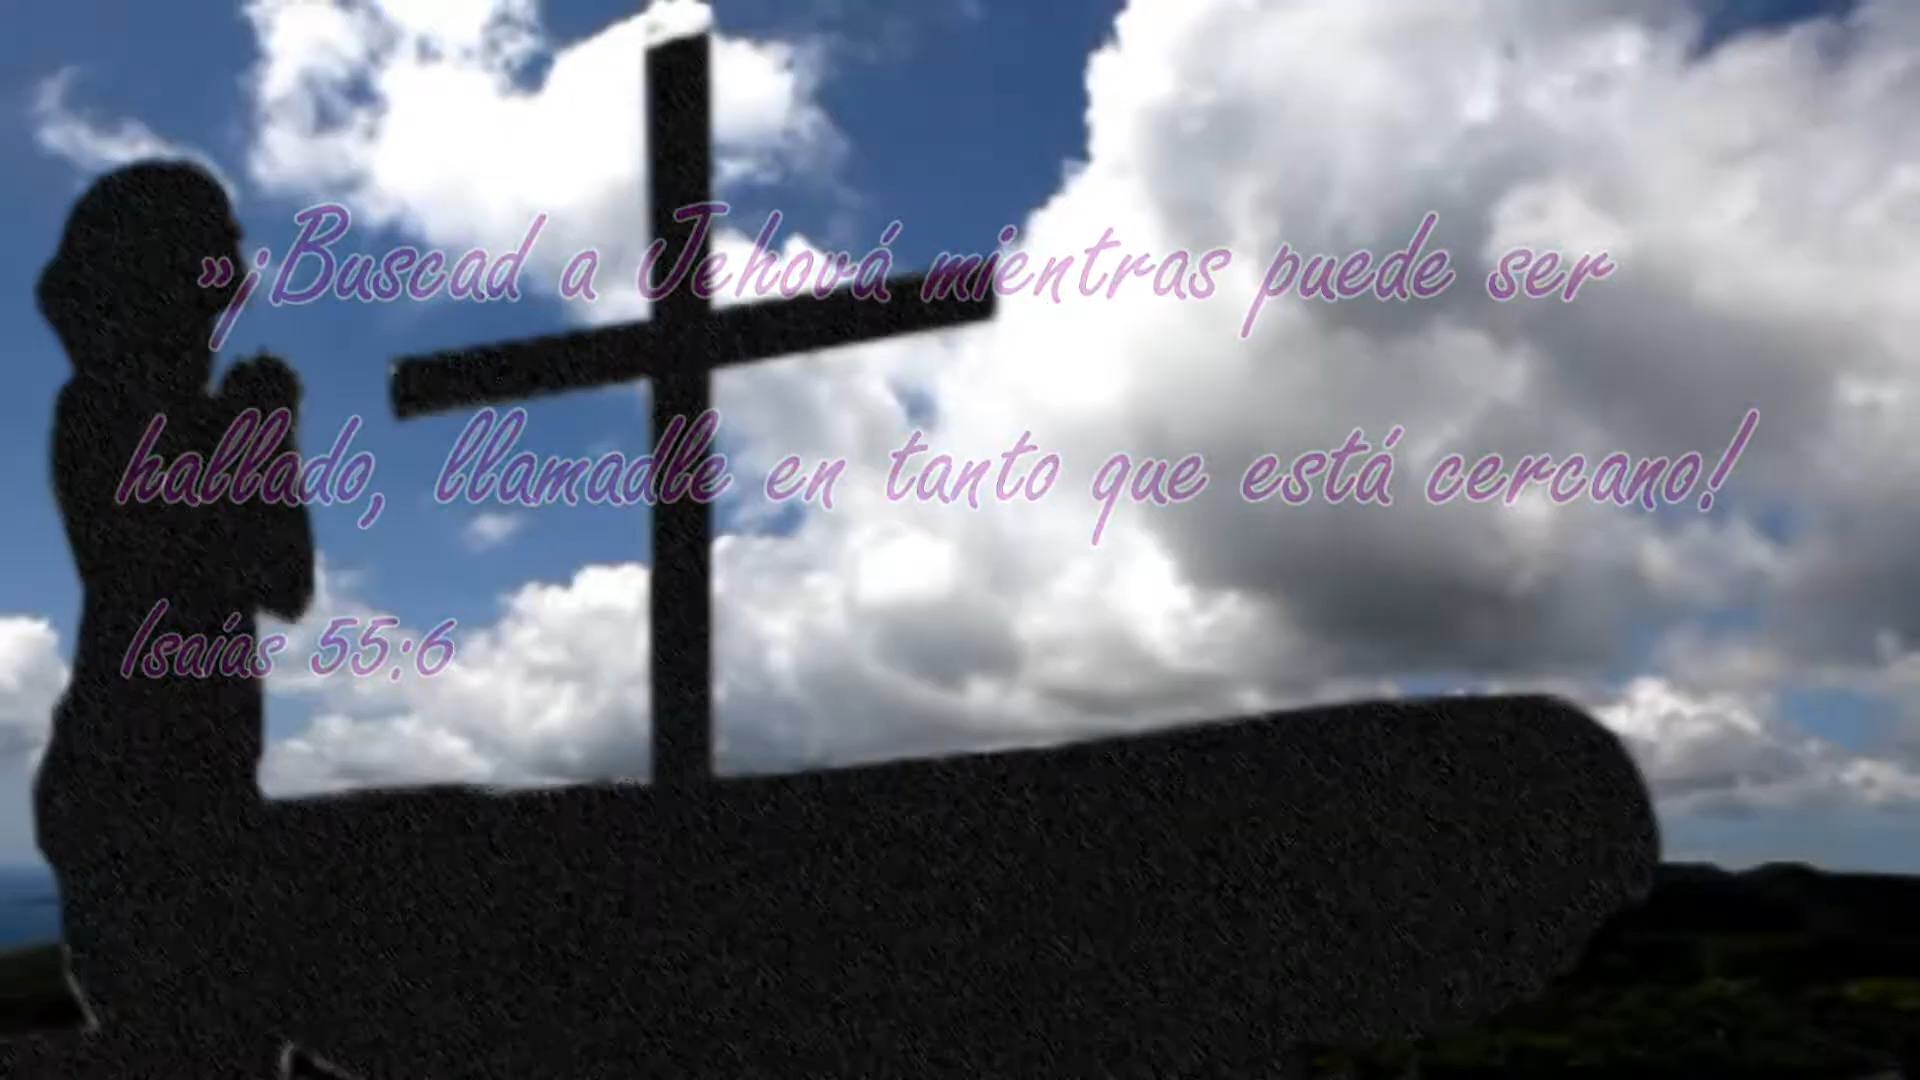 »¡Buscad a Jehová mientras puede ser
hallado, llamadle en tanto que está cercano!
Isaías 55:6